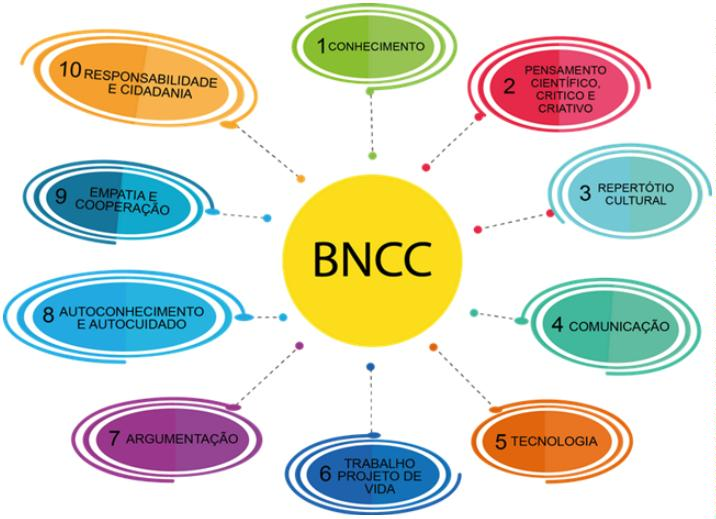 1 CONHECIMENTO
2 PENSAMENTO
CIENTÍFICO,
CRITICO E
CRIATIVO
3 REPERTÓTIO
CULTURAL
4 COMUNICAÇÃO
5 TECNOLOGIA
6 TRABALHO
PROJETO DE
VIDA
7 ARGUMENTAÇÃO
8 AUTOCONHECIMENTO
E AUTOCUIDADO
9 EMPATIA E
COOPERAÇÃO
10 RESPONSABILIDADE
E CIDADANIA
BNCC